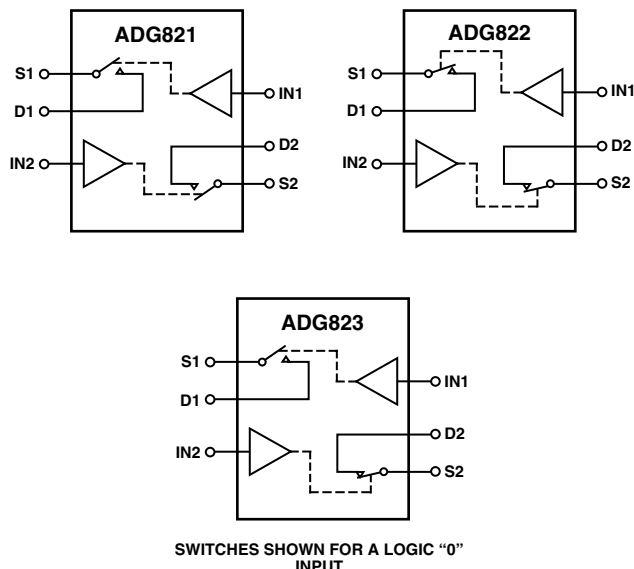 ADG821
S1
D1
IN1
IN2
D2
S2
ADG822
S1
D1
IN1
IN2
D2
S2
ADG823
S1
D1
IN1
IN2
D2
S2
SWITCHES SHOWN FOR A LOGIC “0”
INPUT